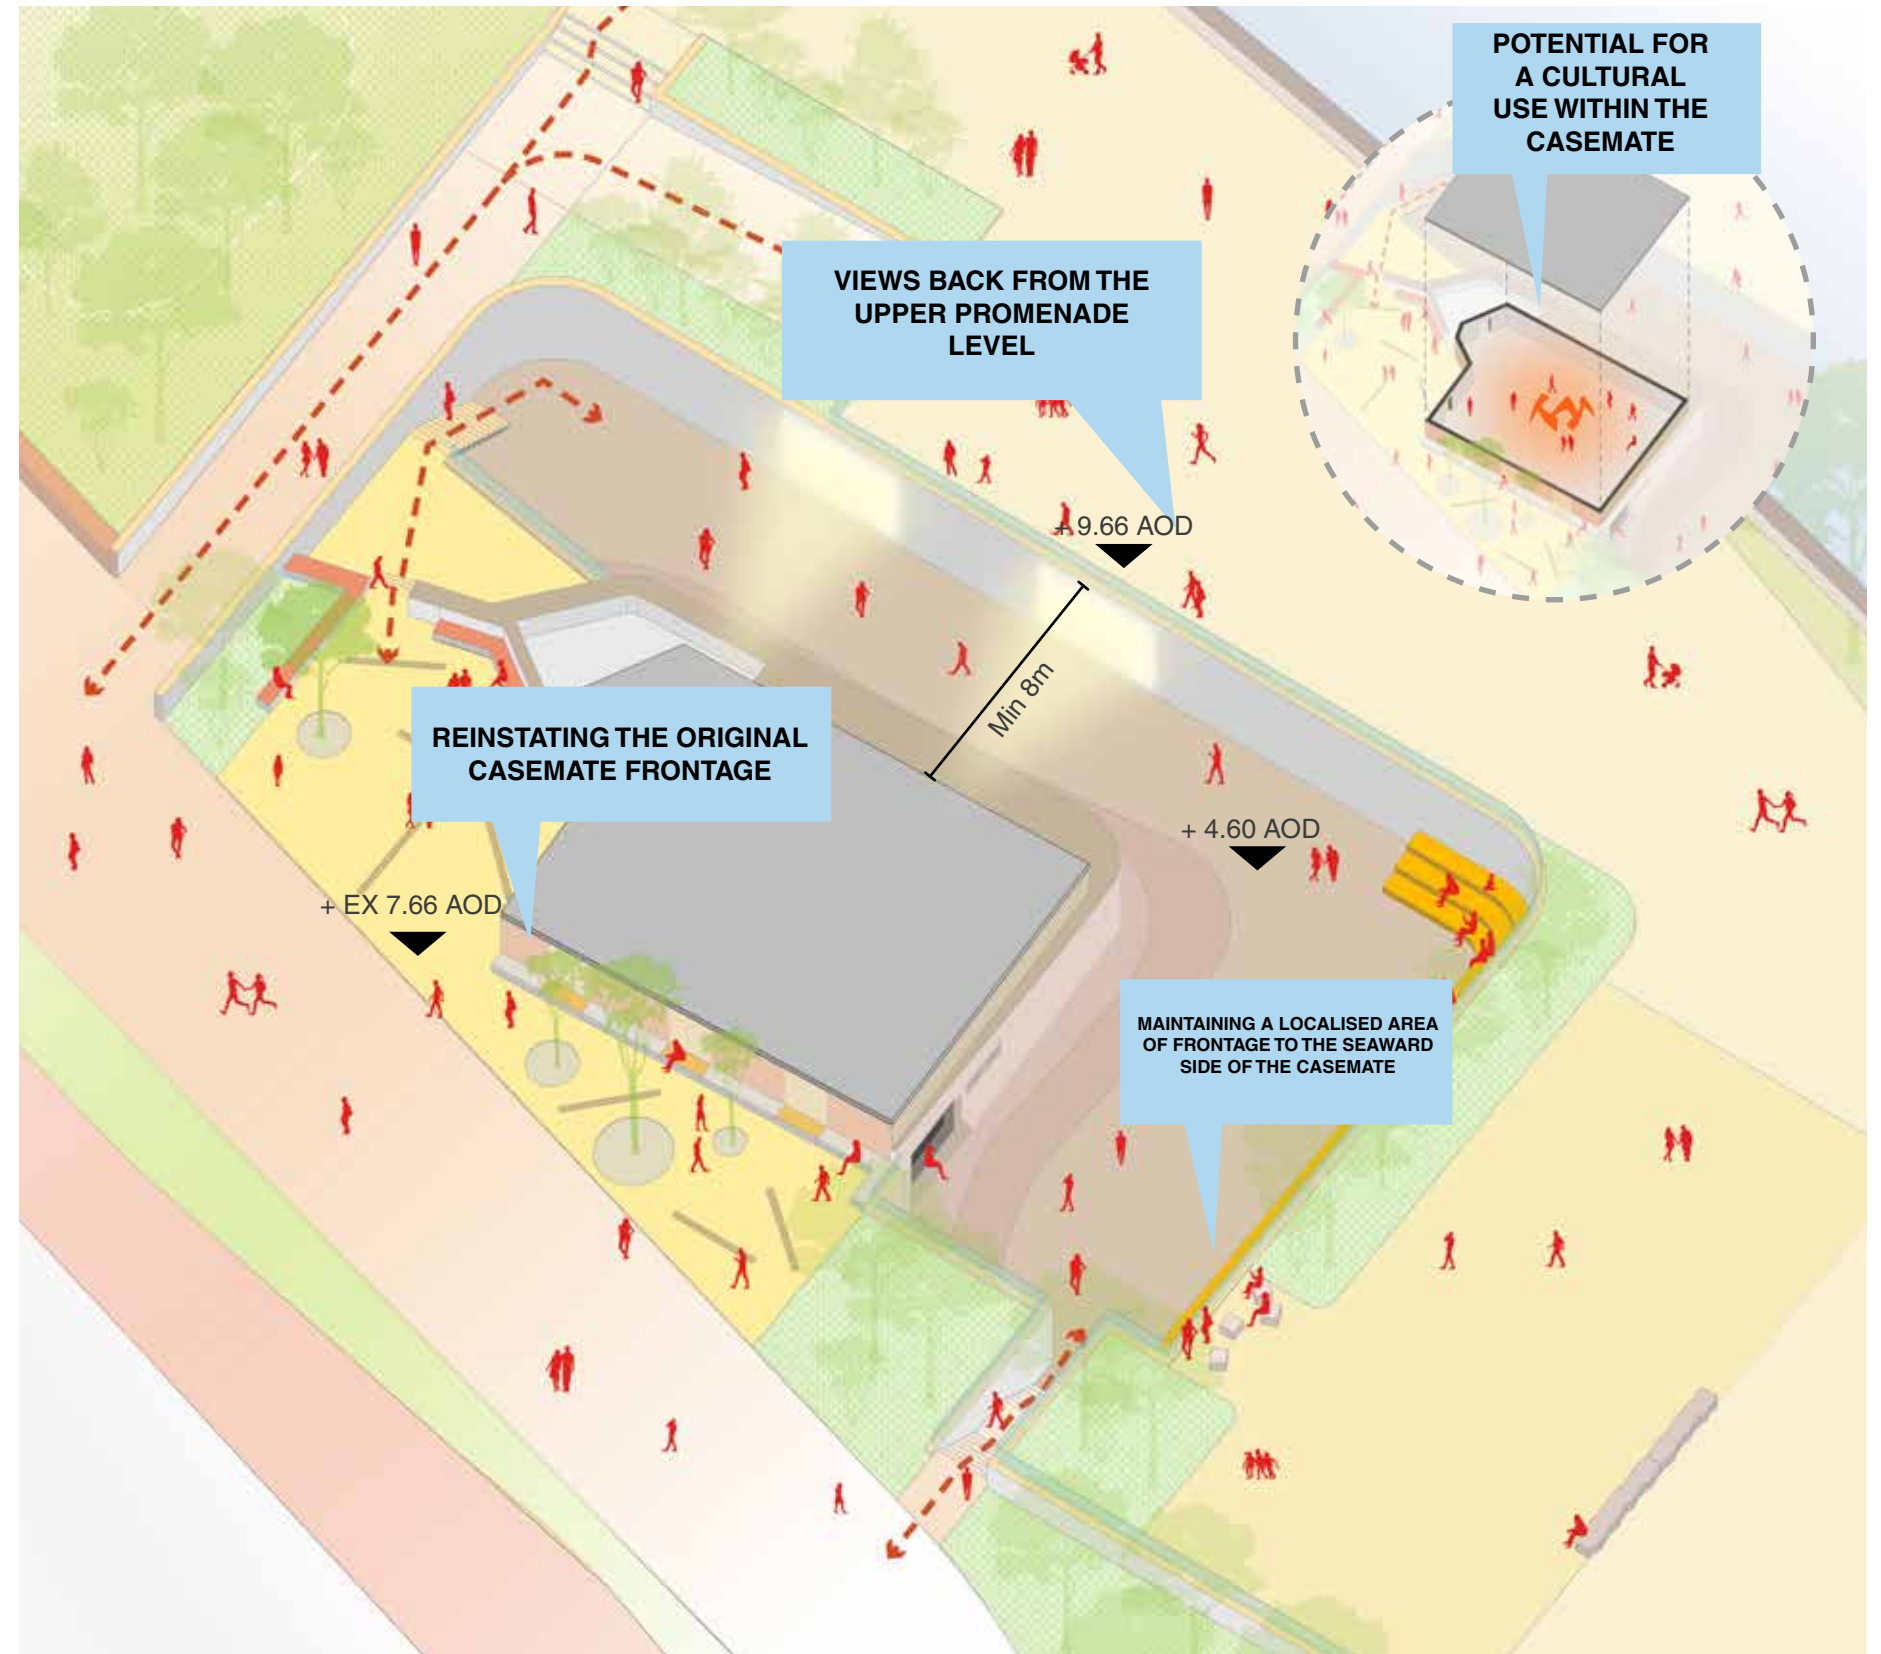 POTENTIAL FOR
A CULTURAL
USE WITHIN THE
CASEMATE
VIEWS BACK FROM THE
UPPER PROMENADE
LEVEL
+ 9.66 AOD
Min 8m
REINSTATING THE ORIGINAL
CASEMATE FRONTAGE
+ 4.60 AOD
+ EX 7.66 AOD
MAINTAINING A LOCALISED AREA
OF FRONTAGE TO THE SEAWARD
SIDE OF THE CASEMATE